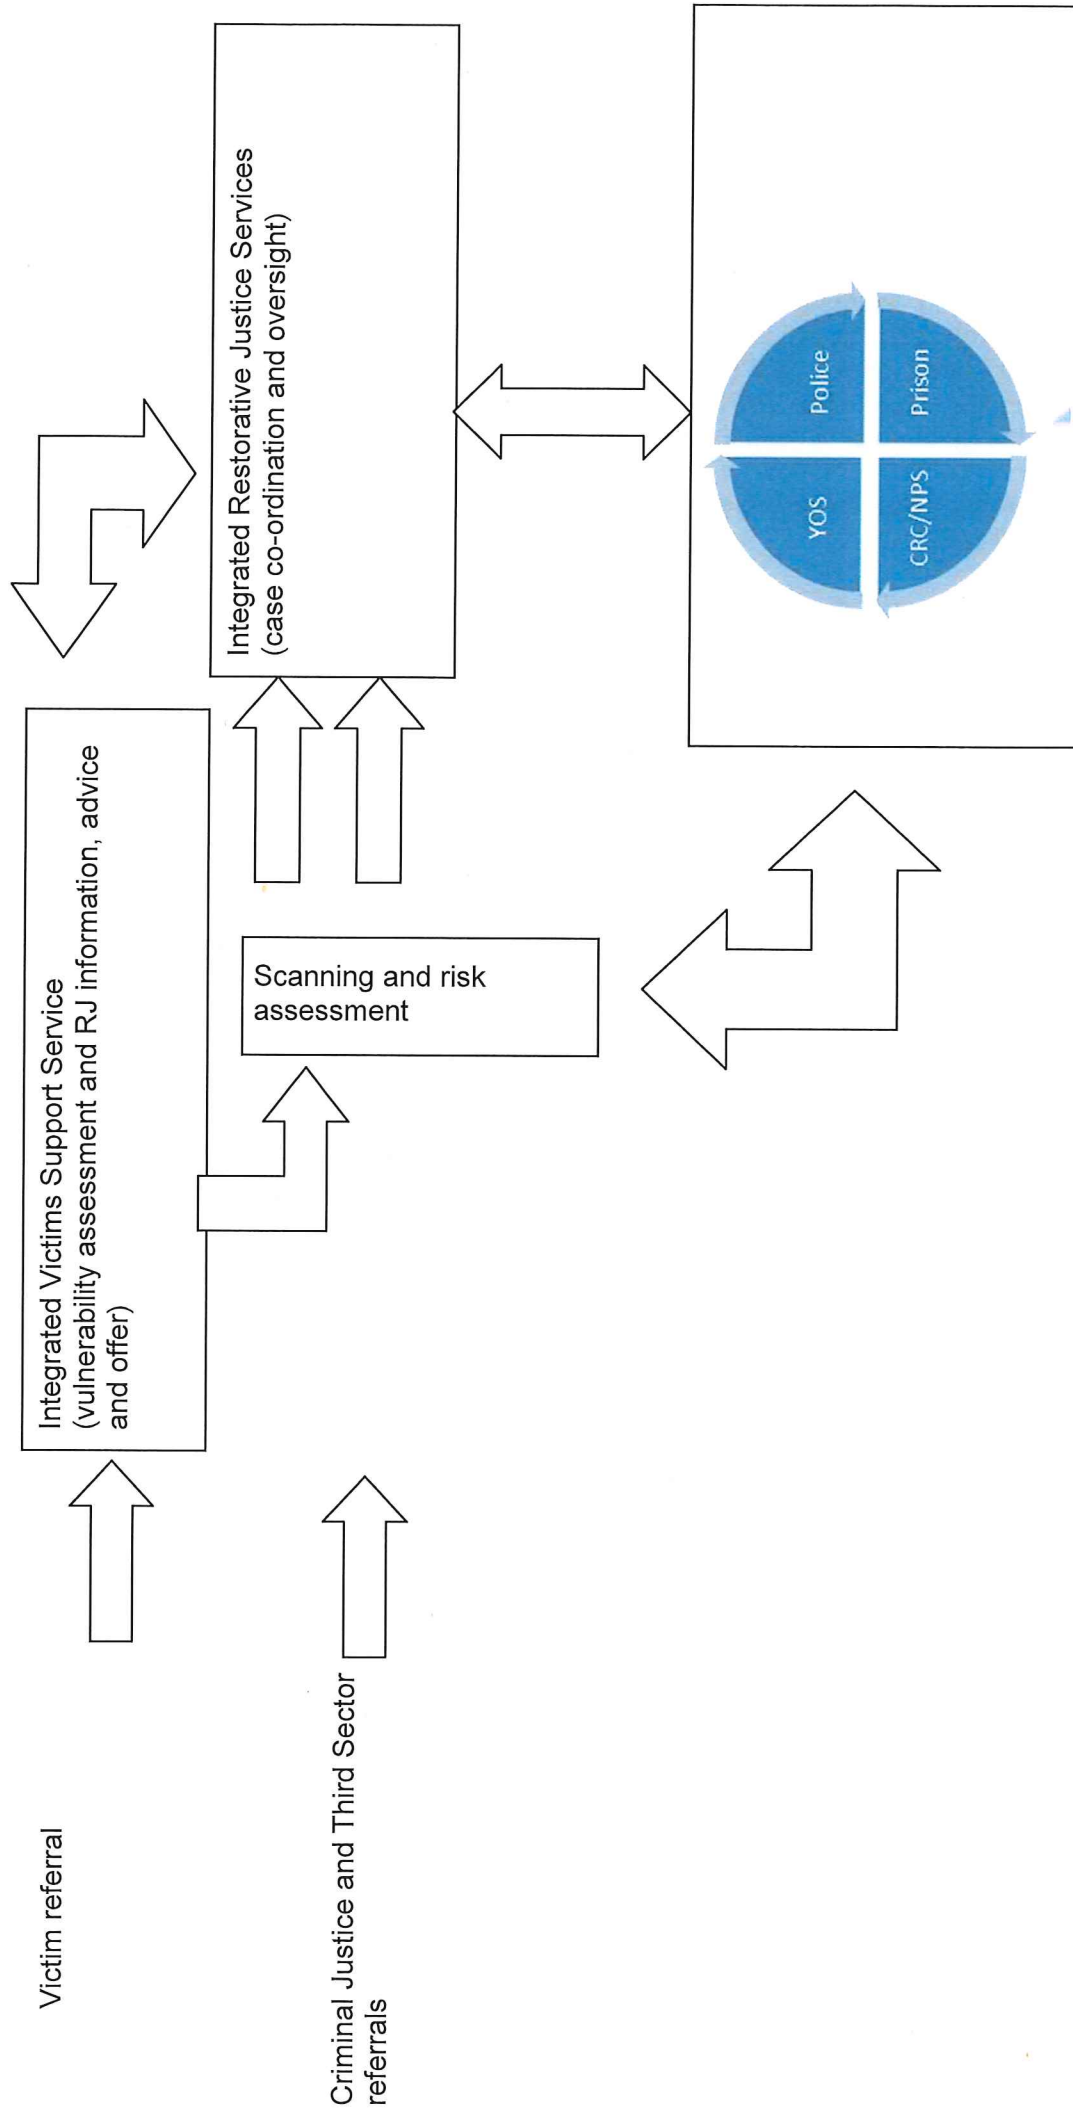 Victim referral
Integrated Victims Support Service
(vulnerability assessment and RJ information, advice
and offer)
Criminal Justice and Third Sector
referrals
Scanning and risk
assessment
Integrated Restorative Justice Services
(case co-ordination and oversight)
YOS
Police
CRC/NPS
Prison